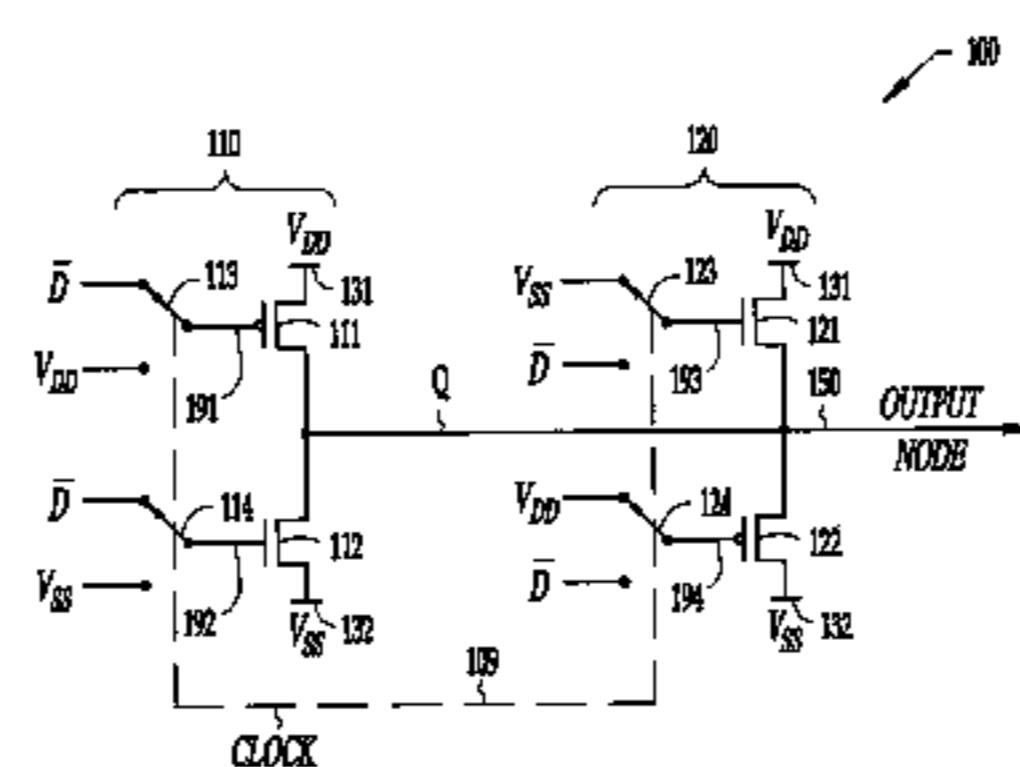 100
110
120
V_DD
V_DD
D̅
113
131
111
V_SS
123
131
121
V_DD
191
D̅
193
Q
150
OUTPUT
NODE
D̅
114
112
V_DD
124
122
V_SS
192
V_SS
132
D̅
194
V_SS
132
109
CLOCK